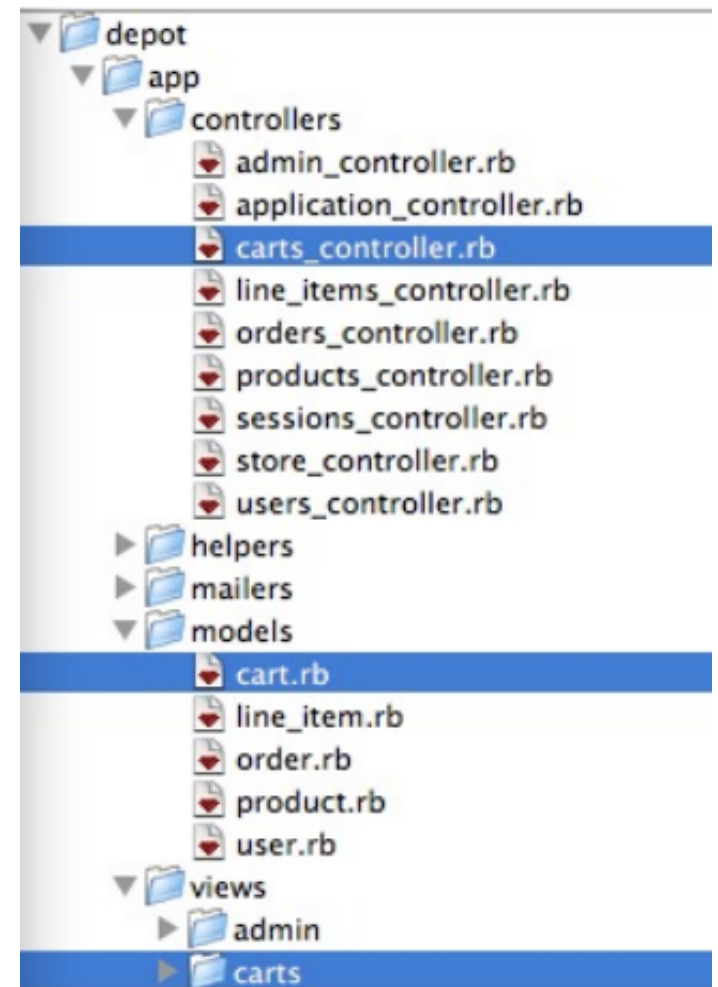 depot
app
controllers
admin_controller.rb
application_controller.rb
carts_controller.rb
line_items_controller.rb
orders_controller.rb
products_controller.rb
sessions_controller.rb
store_controller.rb
users_controller.rb
helpers
mailers
models
cart.rb
line_item.rb
order.rb
product.rb
user.rb
views
admin
carts